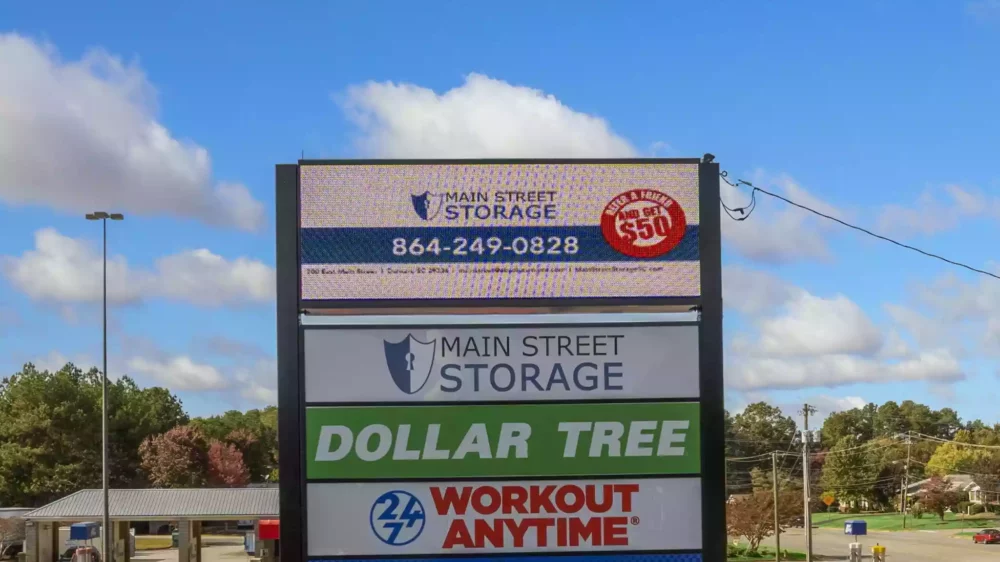 MAIN STREET
STORAGE
REFER A FRIEND
AND GET
$50
864-249-0828
MAIN STREET
STORAGE
DOLLAR TREE
24
7
WORKOUT
ANYTIME®